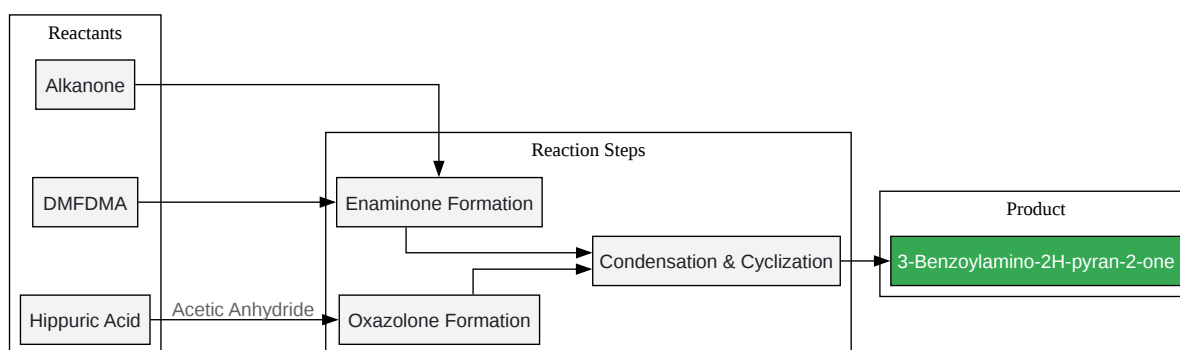 Reactants
Alkanone
DMFDMA
Hippuric Acid
Acetic Anhydride
Reaction Steps
Enaminone Formation
Oxazolone Formation
Condensation & Cyclization
Product
3-Benzoylamino-2H-pyran-2-one